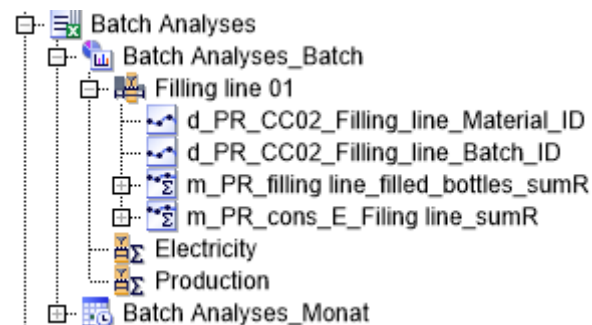 Batch Analyses
Batch Analyses_Batch
Filling line 01
d_PR_CC02_Filling_line_Material_ID
d_PR_CC02_Filling_line_Batch_ID
m_PR_filling line_filled_bottles_sumR
m_PR_cons_E_Filing line_sumR
Electricity
Production
Batch Analyses_Monat